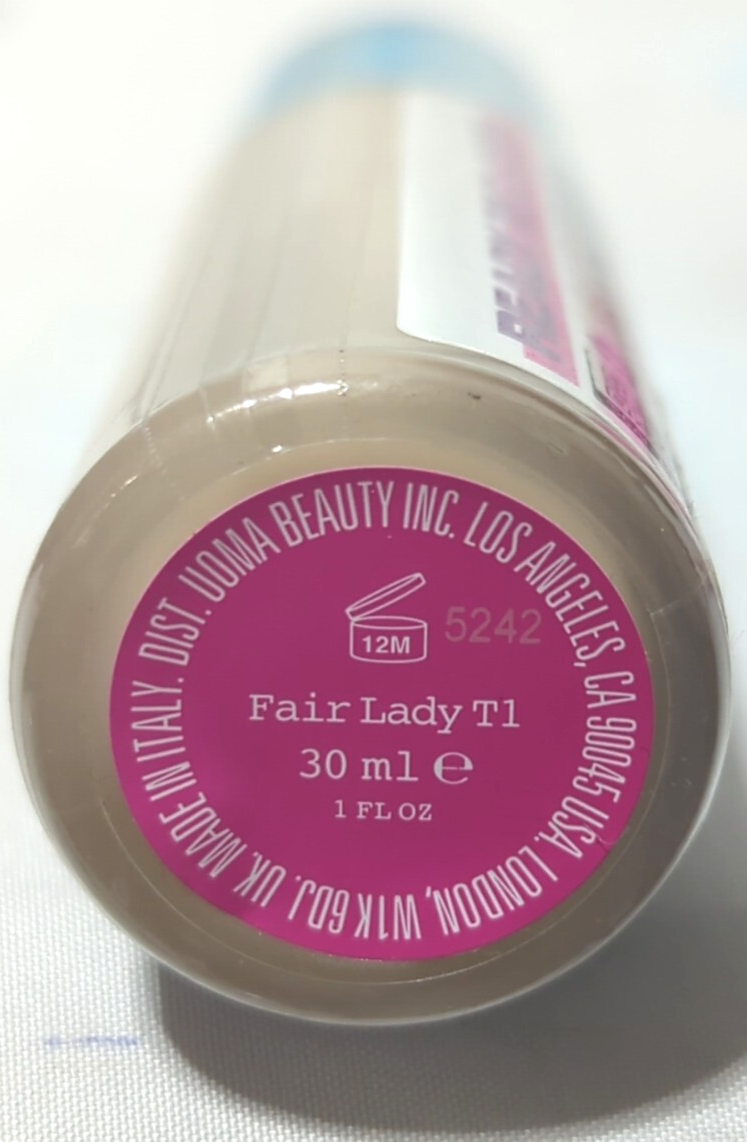 DIST. UOMA BEAUTY INC. LOS ANGELES, CA 90045 USA. LONDON, W1K 6DJ. UK. MADE IN ITALY.
12M
5242
Fair Lady T1
30 ml e
1 FL OZ